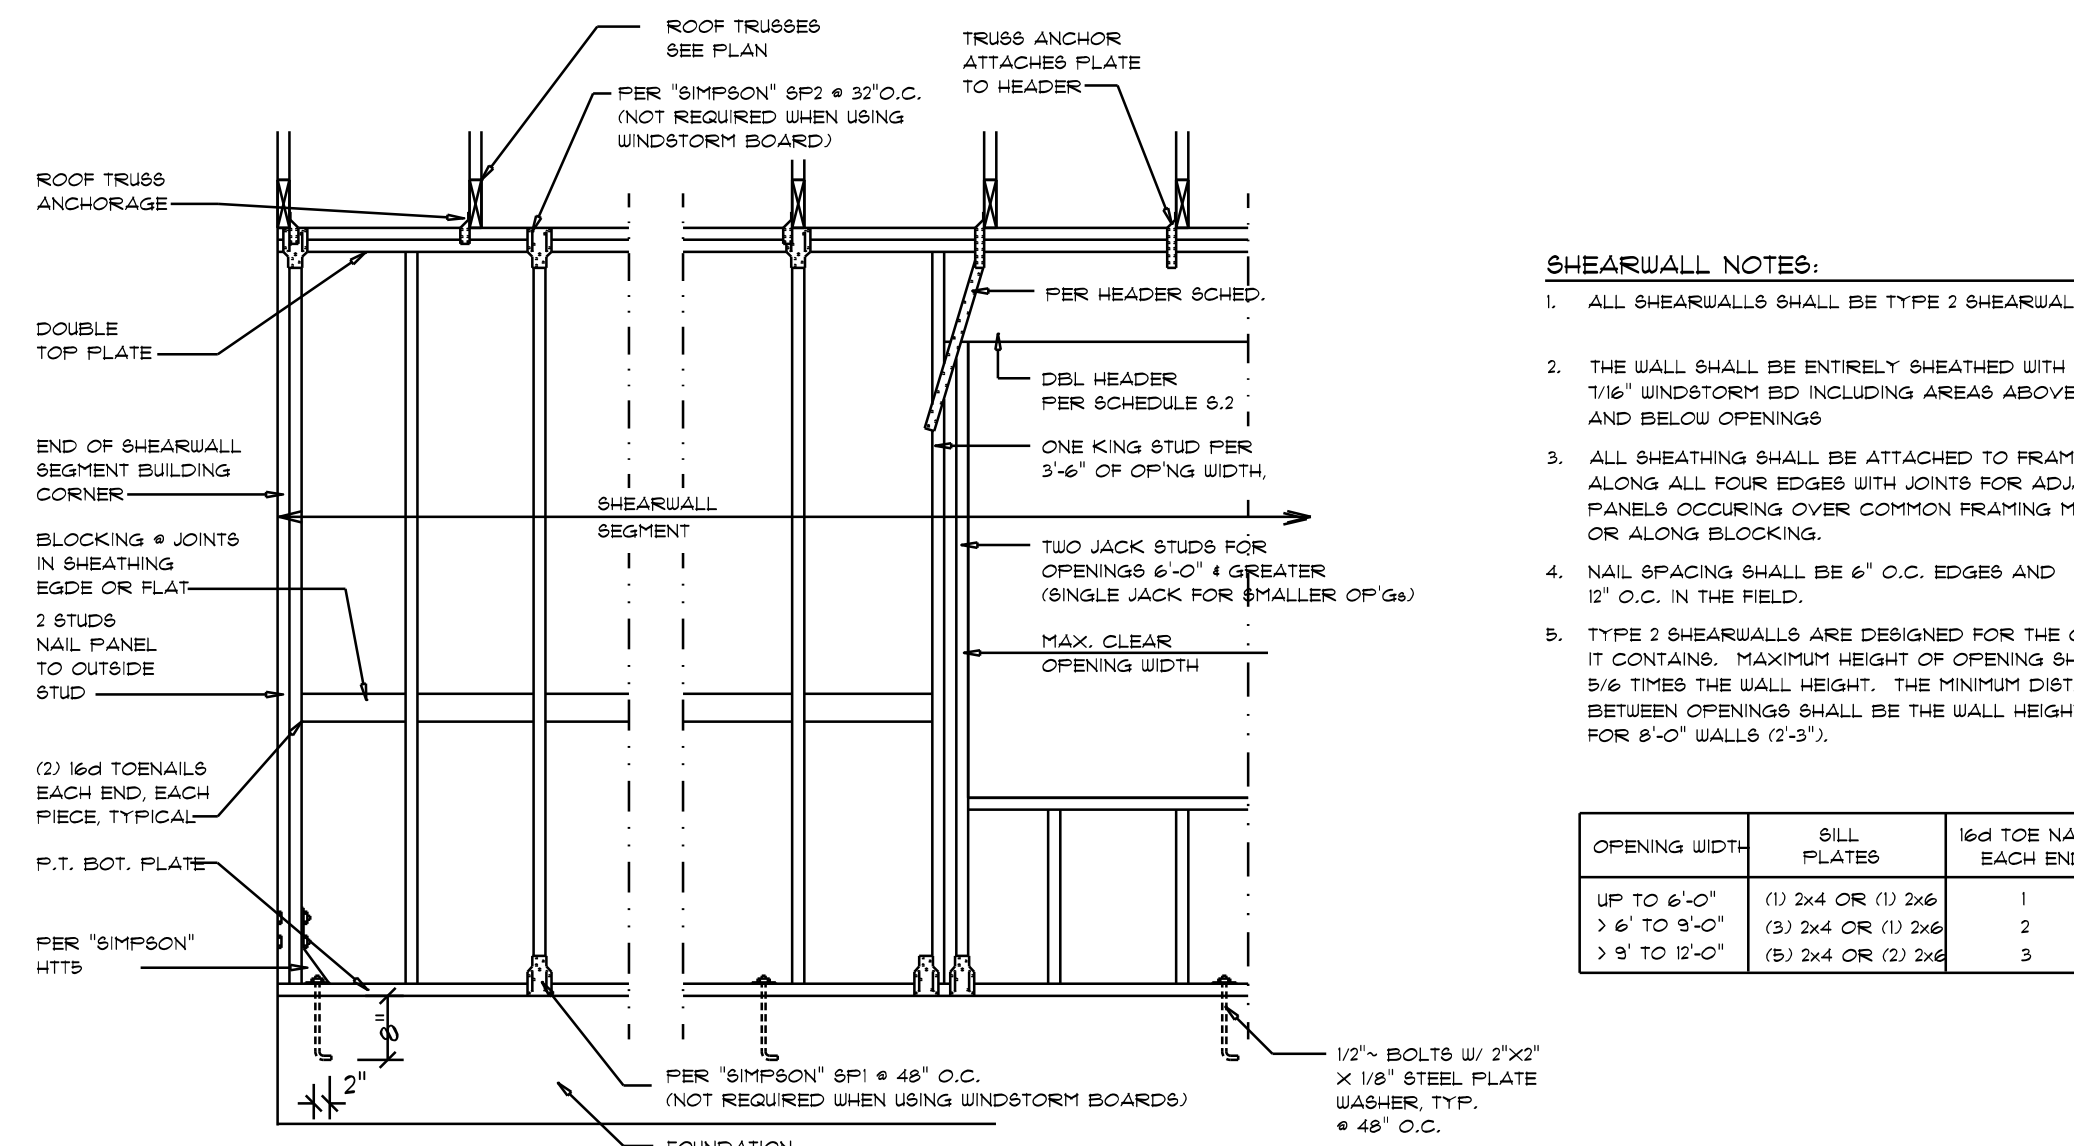 ROOF TRUSSES
SEE PLAN
TRUSS ANCHOR
ATTACHES PLATE
TO HEADER
PER "SIMPSON" SP2 @ 32"O.C.
(NOT REQUIRED WHEN USING
WINDSTORM BOARD)
ROOF TRUSS
ANCHORAGE
DOUBLE
TOP PLATE
END OF SHEARWALL
SEGMENT BUILDING
CORNER
BLOCKING @ JOINTS
IN SHEATHING
EGDE OR FLAT
2 STUDS
NAIL PANEL
TO OUTSIDE
STUD
(2) 16d TOENAILS
EACH END, EACH
PIECE, TYPICAL
P.T. BOT. PLATE
PER "SIMPSON"
HTT5
SHEARWALL
SEGMENT
PER HEADER SCHED.
DBL HEADER
PER SCHEDULE S.2
ONE KING STUD PER
3'-6" OF OP'NG WIDTH,
TWO JACK STUDS FOR
OPENINGS 6'-0" & GREATER
(SINGLE JACK FOR SMALLER OP'Gs)
MAX. CLEAR
OPENING WIDTH
8"
2"
PER "SIMPSON" SP1 @ 48" O.C.
(NOT REQUIRED WHEN USING WINDSTORM BOARDS)
FOUNDATION
1/2"~ BOLTS W/ 2"X2"
X 1/8" STEEL PLATE
WASHER, TYP.
@ 48" O.C.
SHEARWALL NOTES:
1. ALL SHEARWALLS SHALL BE TYPE 2 SHEARWAL
2. THE WALL SHALL BE ENTIRELY SHEATHED WITH
7/16" WINDSTORM BD INCLUDING AREAS ABOVE
AND BELOW OPENINGS
3. ALL SHEATHING SHALL BE ATTACHED TO FRAM
ALONG ALL FOUR EDGES WITH JOINTS FOR ADJ
PANELS OCCURING OVER COMMON FRAMING M
OR ALONG BLOCKING.
4. NAIL SPACING SHALL BE 6" O.C. EDGES AND
12" O.C. IN THE FIELD.
5. TYPE 2 SHEARWALLS ARE DESIGNED FOR THE
IT CONTAINS. MAXIMUM HEIGHT OF OPENING SH
5/6 TIMES THE WALL HEIGHT. THE MINIMUM DIST
BETWEEN OPENINGS SHALL BE THE WALL HEIGH
FOR 8'-0" WALLS (2'-3").
OPENING WIDTH SILL PLATES 16d TOE NA EACH END
UP TO 6'-0" (1) 2x4 OR (1) 2x6 1
> 6' TO 9'-0" (3) 2x4 OR (1) 2x6 2
> 9' TO 12'-0" (5) 2x4 OR (2) 2x6 3